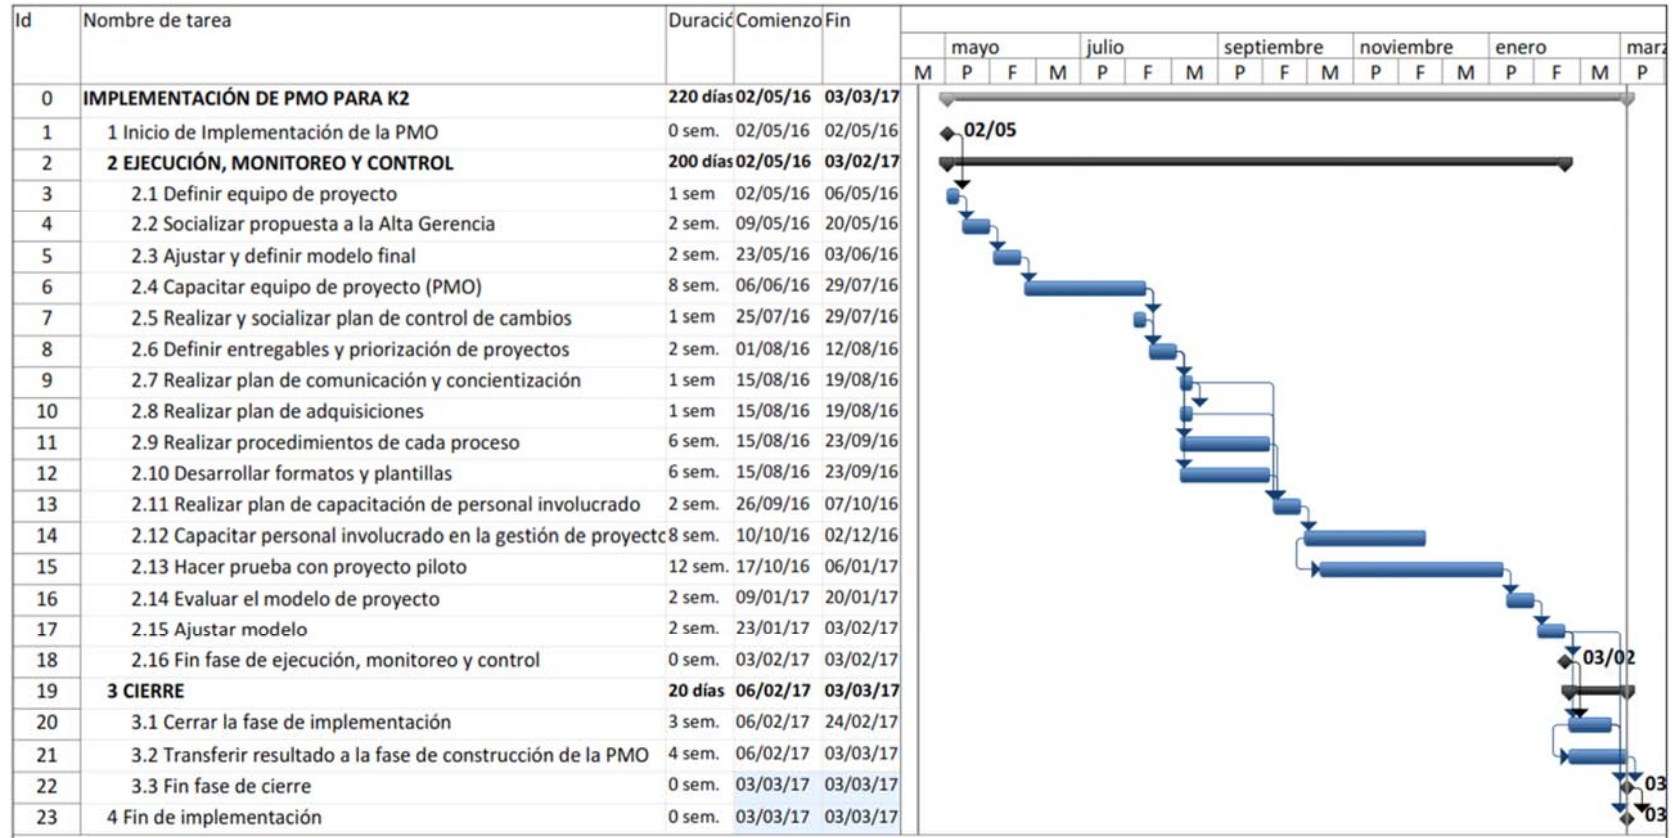 Id Nombre de tarea Duració Comienzo Fin
mayo julio septiembre noviembre enero marz
M P F M P F M P F M P F M P F M P
0 IMPLEMENTACIÓN DE PMO PARA K2 220 días 02/05/16 03/03/17
1 1 Inicio de Implementación de la PMO 0 sem. 02/05/16 02/05/16 02/05
2 2 EJECUCIÓN, MONITOREO Y CONTROL 200 días 02/05/16 03/02/17
3 2.1 Definir equipo de proyecto 1 sem 02/05/16 06/05/16
4 2.2 Socializar propuesta a la Alta Gerencia 2 sem. 09/05/16 20/05/16
5 2.3 Ajustar y definir modelo final 2 sem. 23/05/16 03/06/16
6 2.4 Capacitar equipo de proyecto (PMO) 8 sem. 06/06/16 29/07/16
7 2.5 Realizar y socializar plan de control de cambios 1 sem 25/07/16 29/07/16
8 2.6 Definir entregables y priorización de proyectos 2 sem. 01/08/16 12/08/16
9 2.7 Realizar plan de comunicación y concientización 1 sem 15/08/16 19/08/16
10 2.8 Realizar plan de adquisiciones 1 sem 15/08/16 19/08/16
11 2.9 Realizar procedimientos de cada proceso 6 sem. 15/08/16 23/09/16
12 2.10 Desarrollar formatos y plantillas 6 sem. 15/08/16 23/09/16
13 2.11 Realizar plan de capacitación de personal involucrado 2 sem. 26/09/16 07/10/16
14 2.12 Capacitar personal involucrado en la gestión de proyecto 8 sem. 10/10/16 02/12/16
15 2.13 Hacer prueba con proyecto piloto 12 sem. 17/10/16 06/01/17
16 2.14 Evaluar el modelo de proyecto 2 sem. 09/01/17 20/01/17
17 2.15 Ajustar modelo 2 sem. 23/01/17 03/02/17
18 2.16 Fin fase de ejecución, monitoreo y control 0 sem. 03/02/17 03/02/17 03/02
19 3 CIERRE 20 días 06/02/17 03/03/17
20 3.1 Cerrar la fase de implementación 3 sem. 06/02/17 24/02/17
21 3.2 Transferir resultado a la fase de construcción de la PMO 4 sem. 06/02/17 03/03/17
22 3.3 Fin fase de cierre 0 sem. 03/03/17 03/03/17 03
23 4 Fin de implementación 0 sem. 03/03/17 03/03/17 03